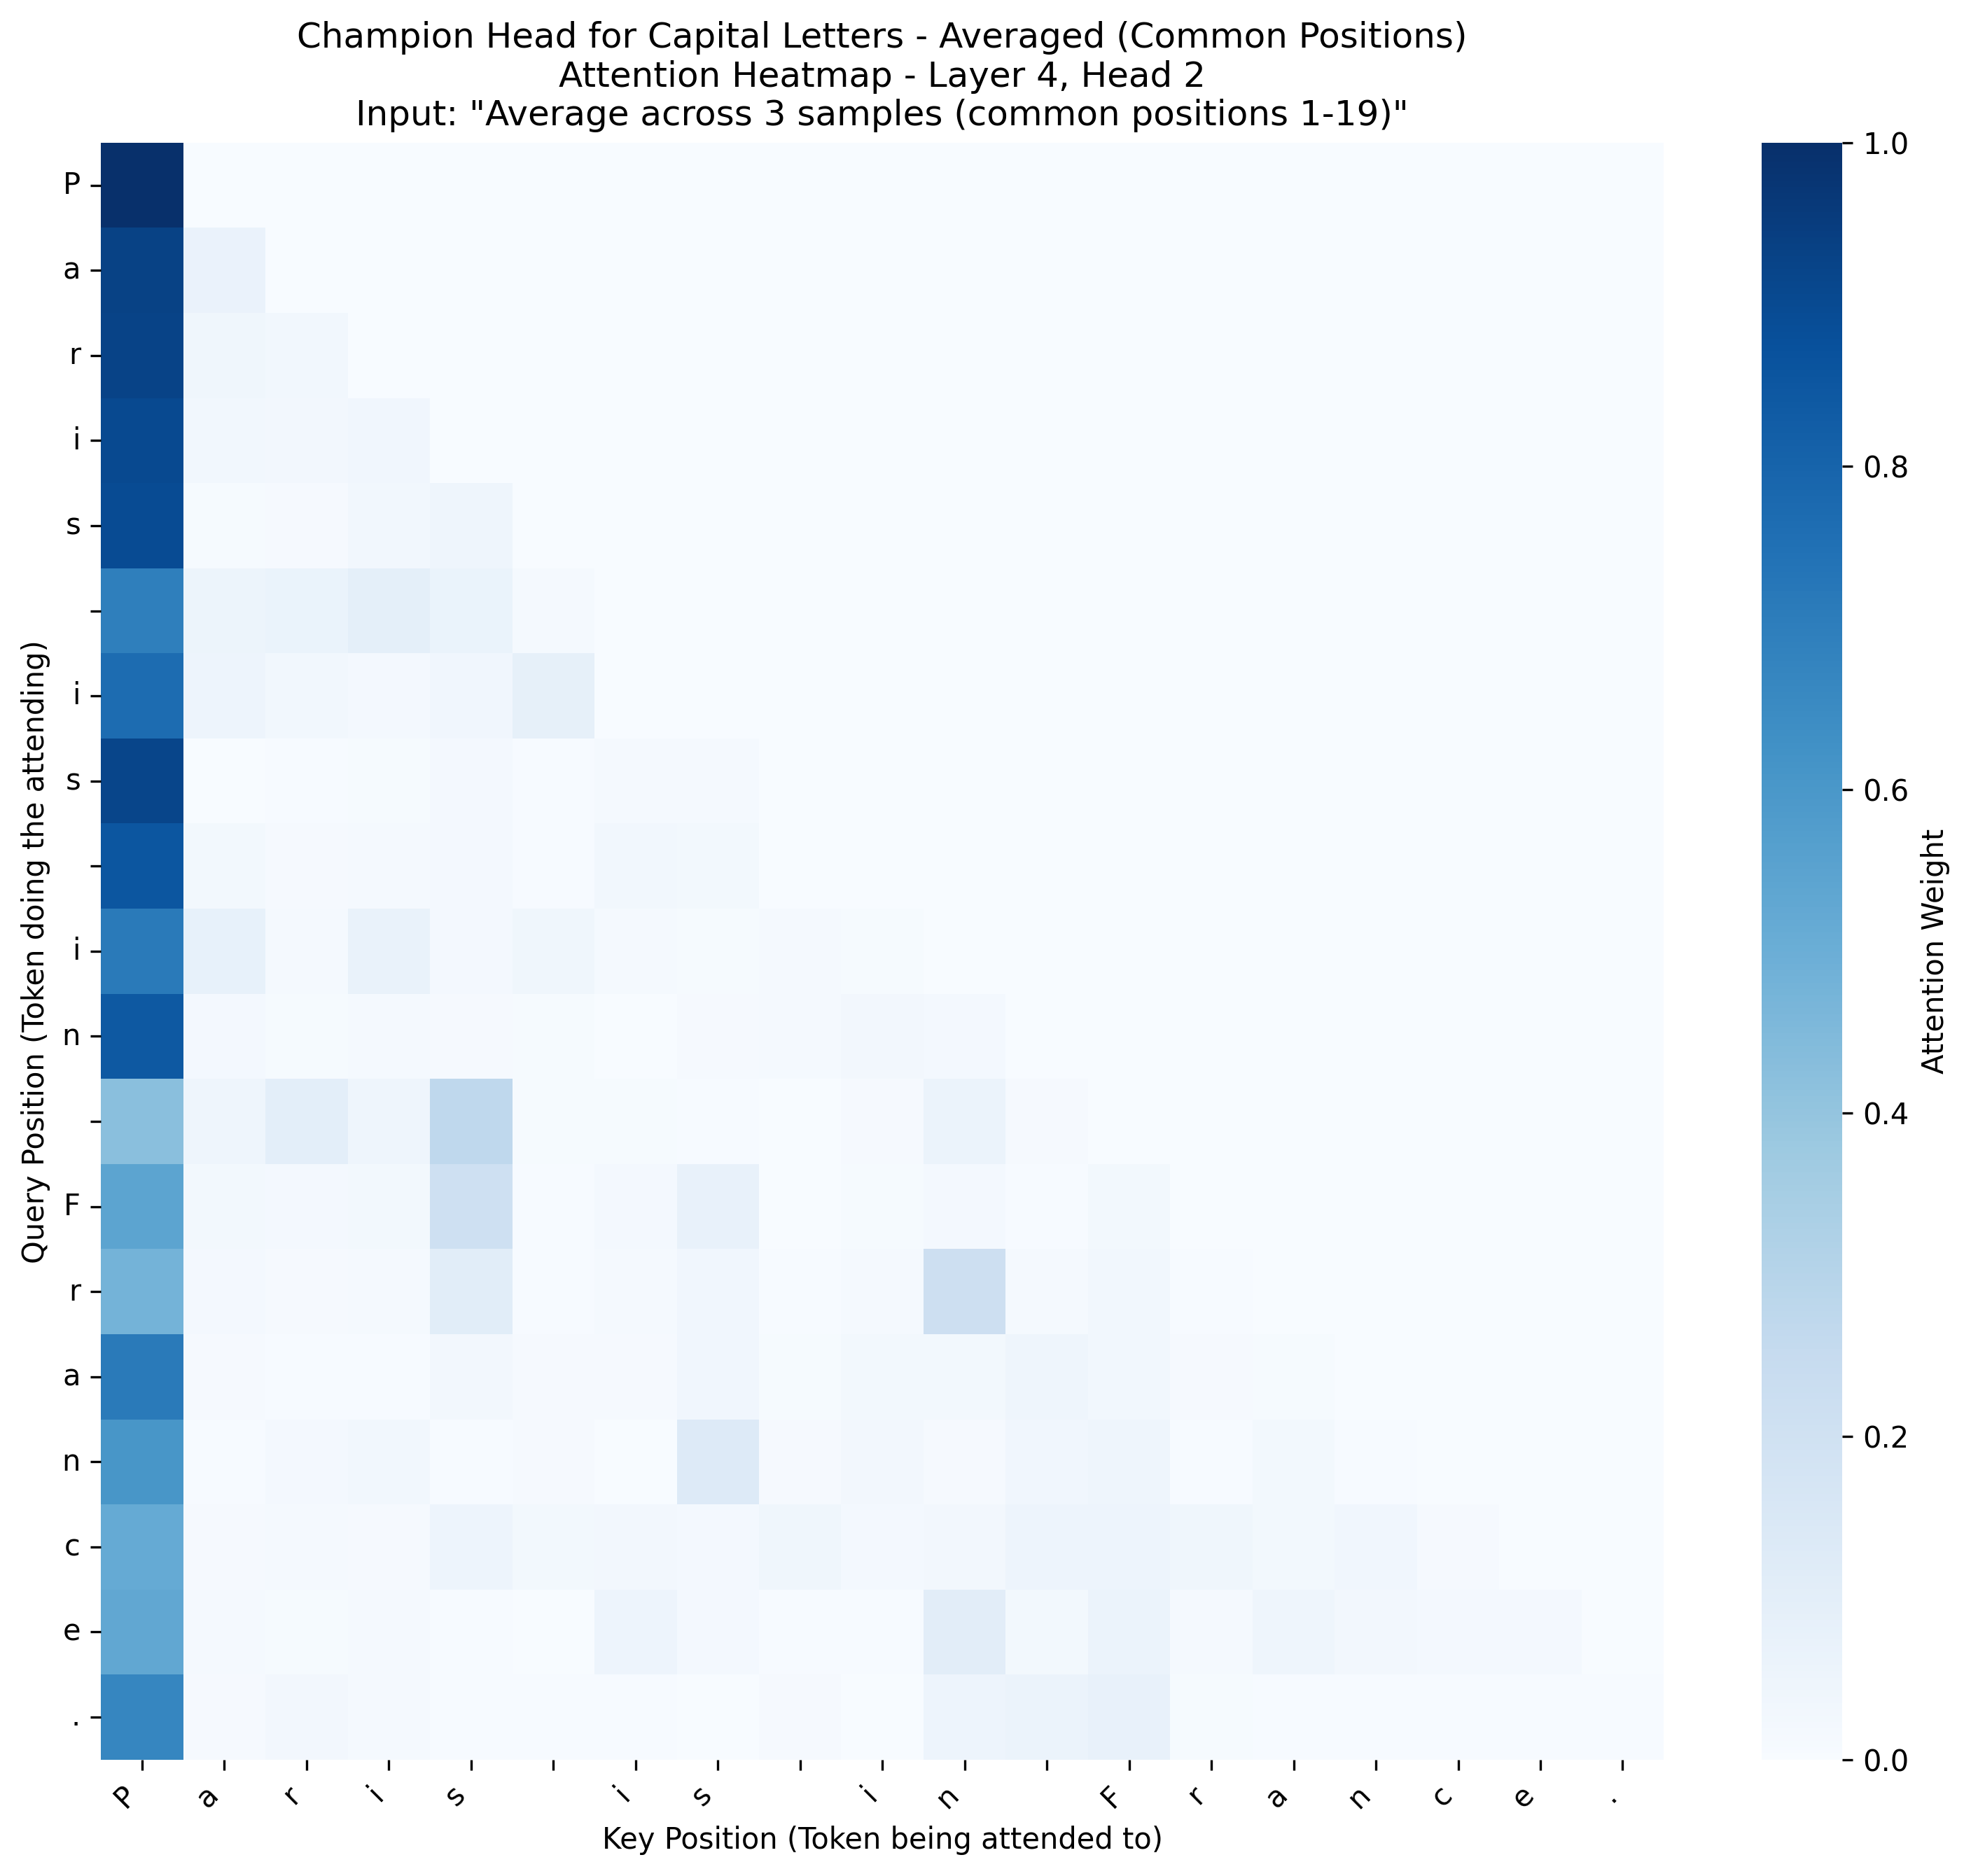 Champion Head for Capital Letters - Averaged (Common Positions)
Attention Heatmap - Layer 4, Head 2
Input: "Average across 3 samples (common positions 1-19)"
P
a
r
i
s
i
s
i
n
F
r
a
n
c
e
.
Query Position (Token doing the attending)
P a r i s i s i n F r a n c e .
Key Position (Token being attended to)
1.0
0.8
0.6
0.4
0.2
0.0
Attention Weight